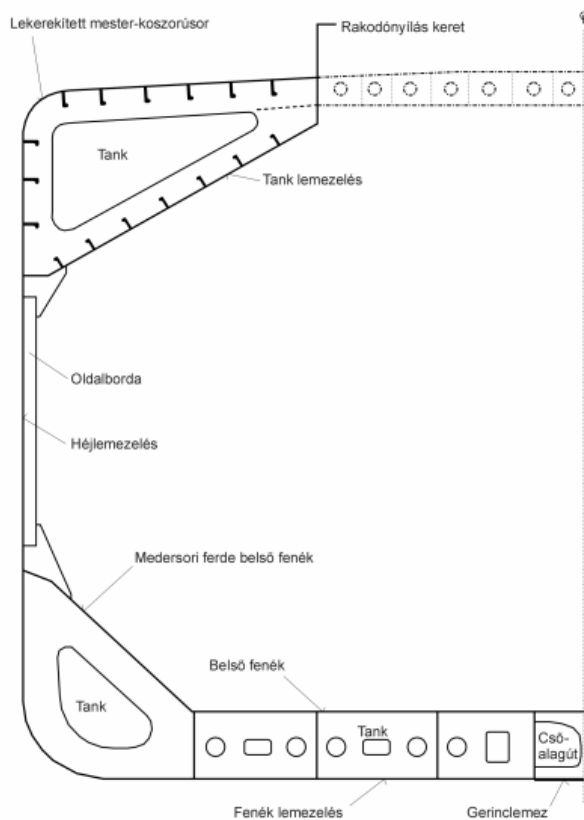 Lekerekített mester-koszorúsor
Rakodónyílás keret
Tank
Tank lemezelés
Oldalborda
Héjlemezelés
Medersori ferde belső fenék
Belső fenék
Tank
Tank
Cső-
alagút
Fenék lemezelés
Gerinclemez